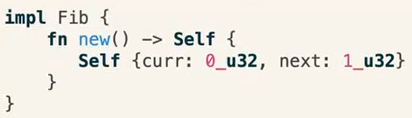 impl Fib {
    fn new() -> Self {
        Self {curr: 0_u32, next: 1_u32}
    }
}